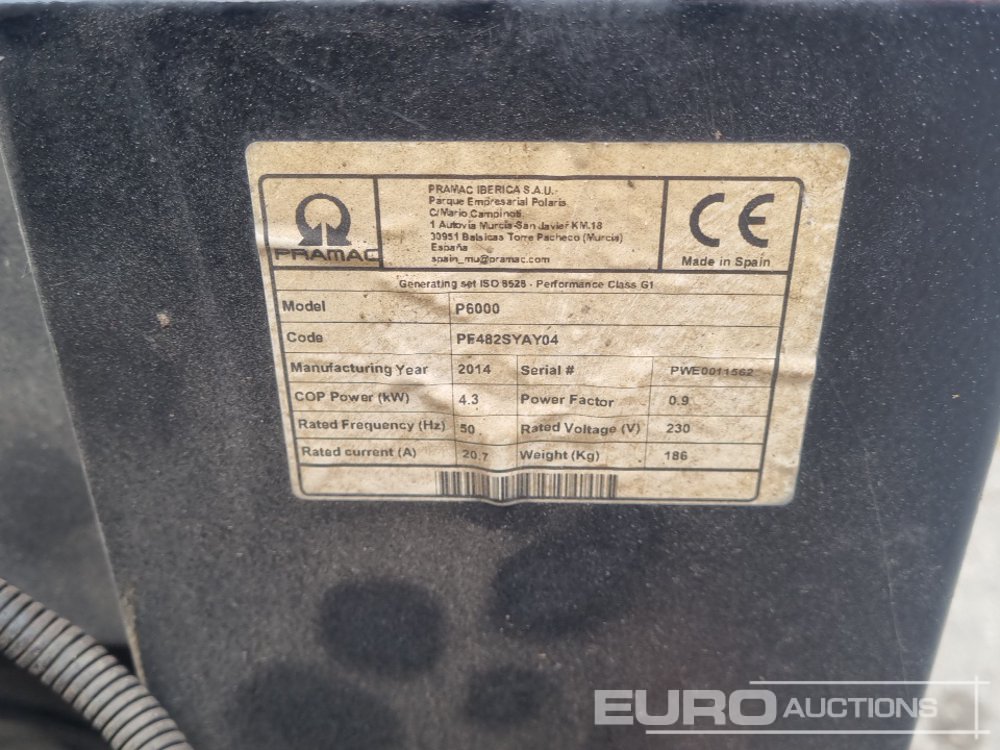 PRAMAC
PRAMAC IBERICA S.A.U.
Parque Empresarial Polaris
C/Mario Campinoti
1 Autovia Murcia-San Javier KM.18
30951 Balsicas Torre Pacheco (Murcia)
España
spain_mu@pramac.com
CE
Made in Spain
Generating set ISO 8528 - Performance Class G1
Model P6000
Code PE482SYAY04
Manufacturing Year 2014 Serial # PWE0011562
COP Power (kW) 4.3 Power Factor 0.9
Rated Frequency (Hz) 50 Rated Voltage (V) 230
Rated current (A) 20.7 Weight (Kg) 186
EURO AUCTIONS